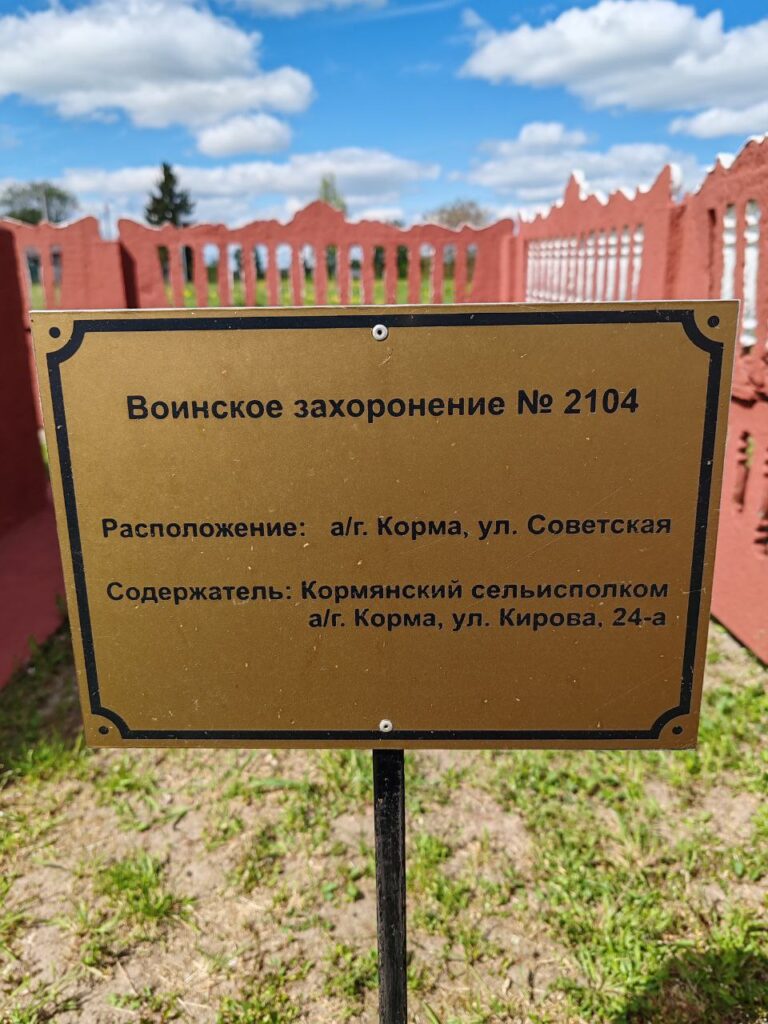 Воинское захоронение № 2104
Расположение: а/г. Корма, ул. Советская
Содержатель: Кормянский сельисполком
а/г. Корма, ул. Кирова, 24-а